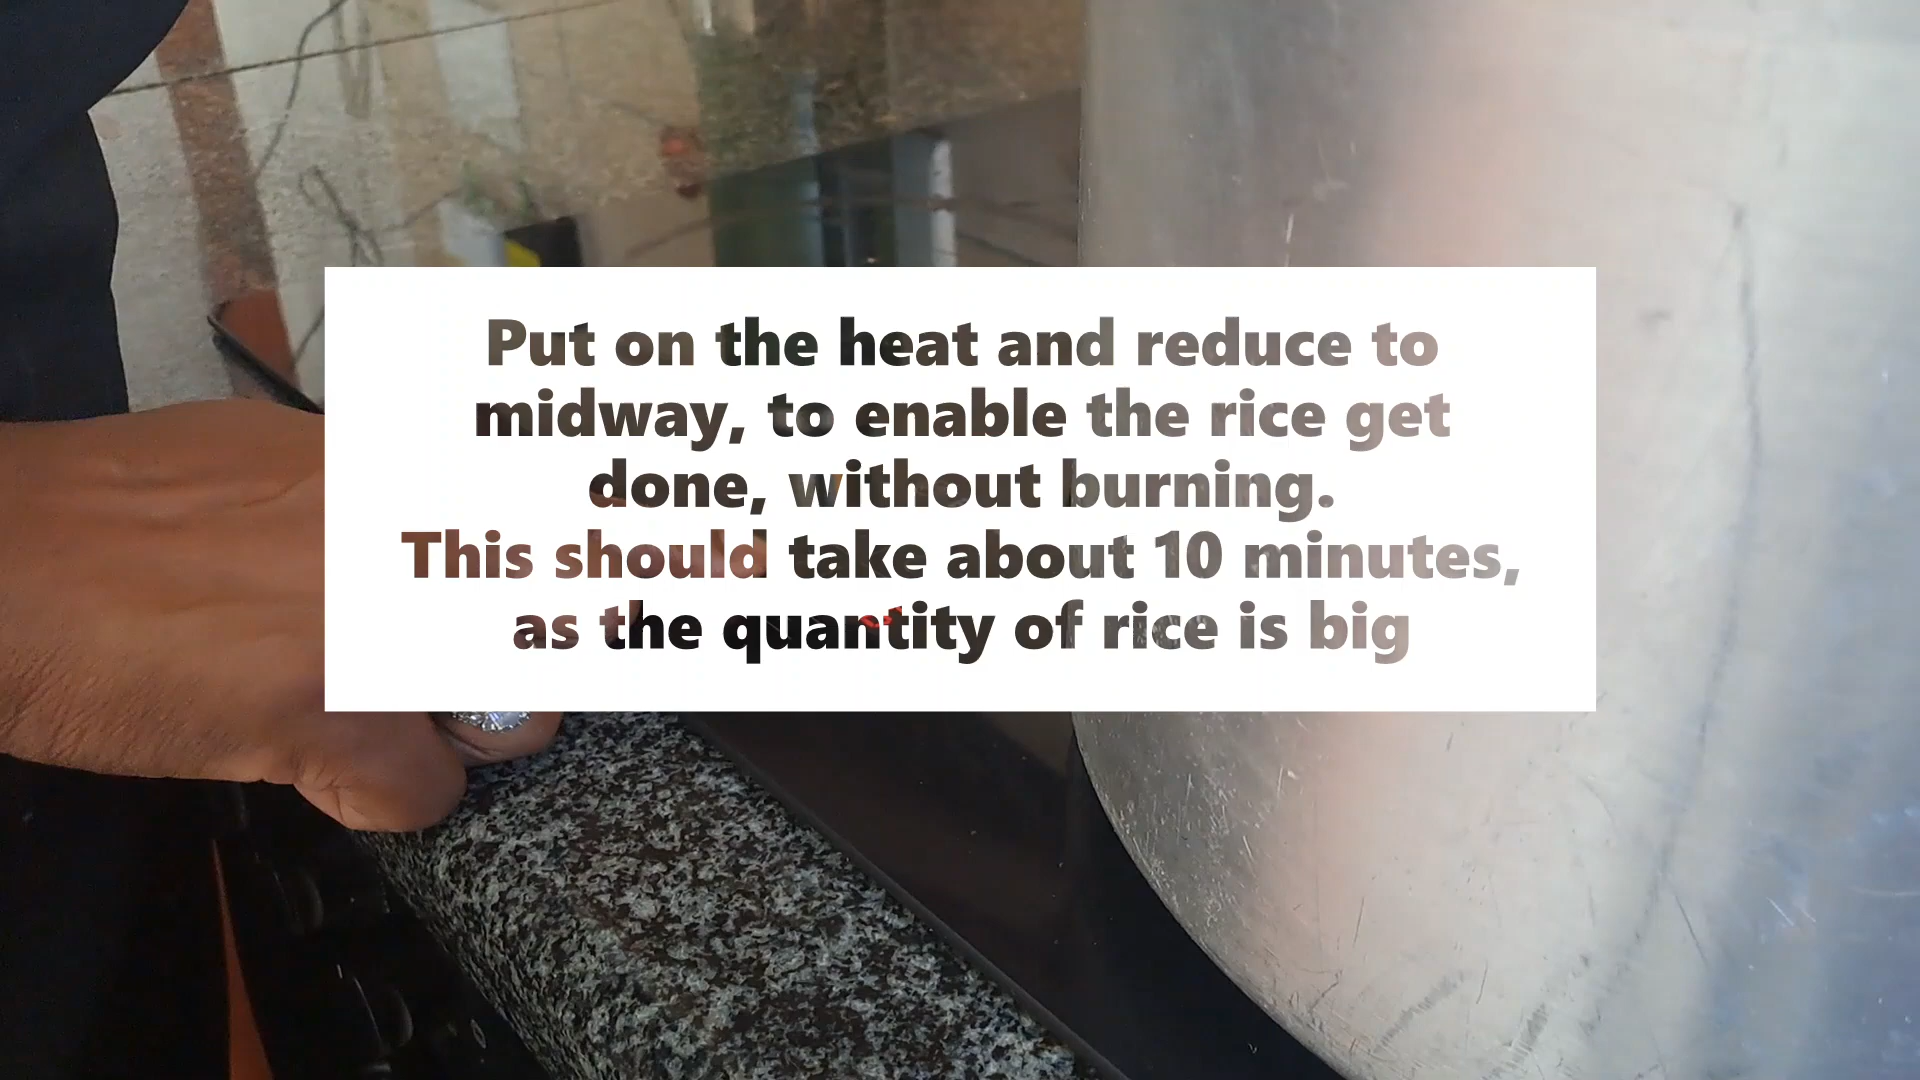 Put on the heat and reduce to
midway, to enable the rice get
done, without burning.
This should take about 10 minutes,
as the quantity of rice is big